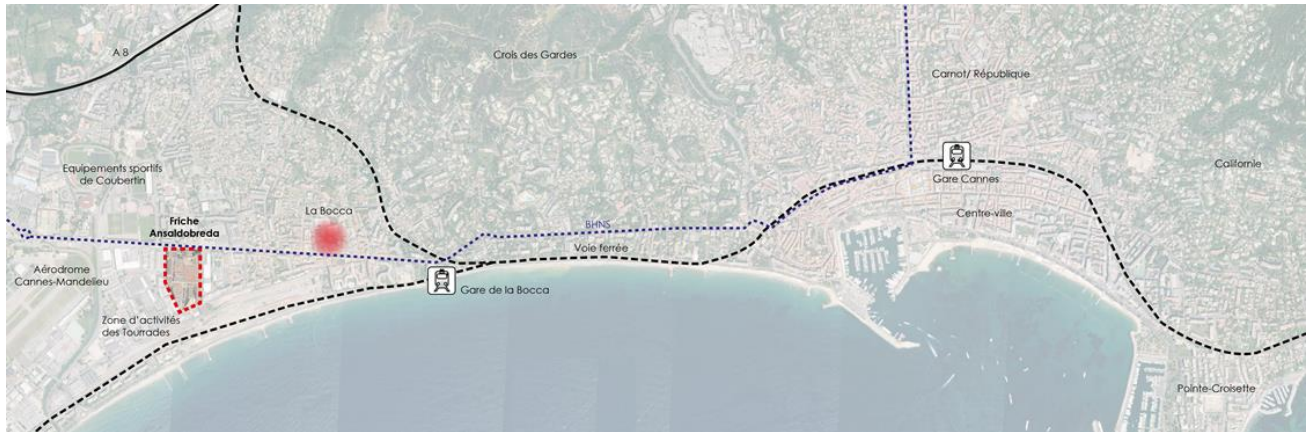 A 8
Crois des Gardes
Carnot/ République
Equipements sportifs
de Coubertin
Californie
Gare Cannes
La Bocca
Friche
Ansaldobreda
Centre-ville
BHNS
Voie ferrée
Aérodrome
Cannes-Mandelieu
Gare de la Bocca
Zone d'activités
des Tourrades
Pointe-Croisette